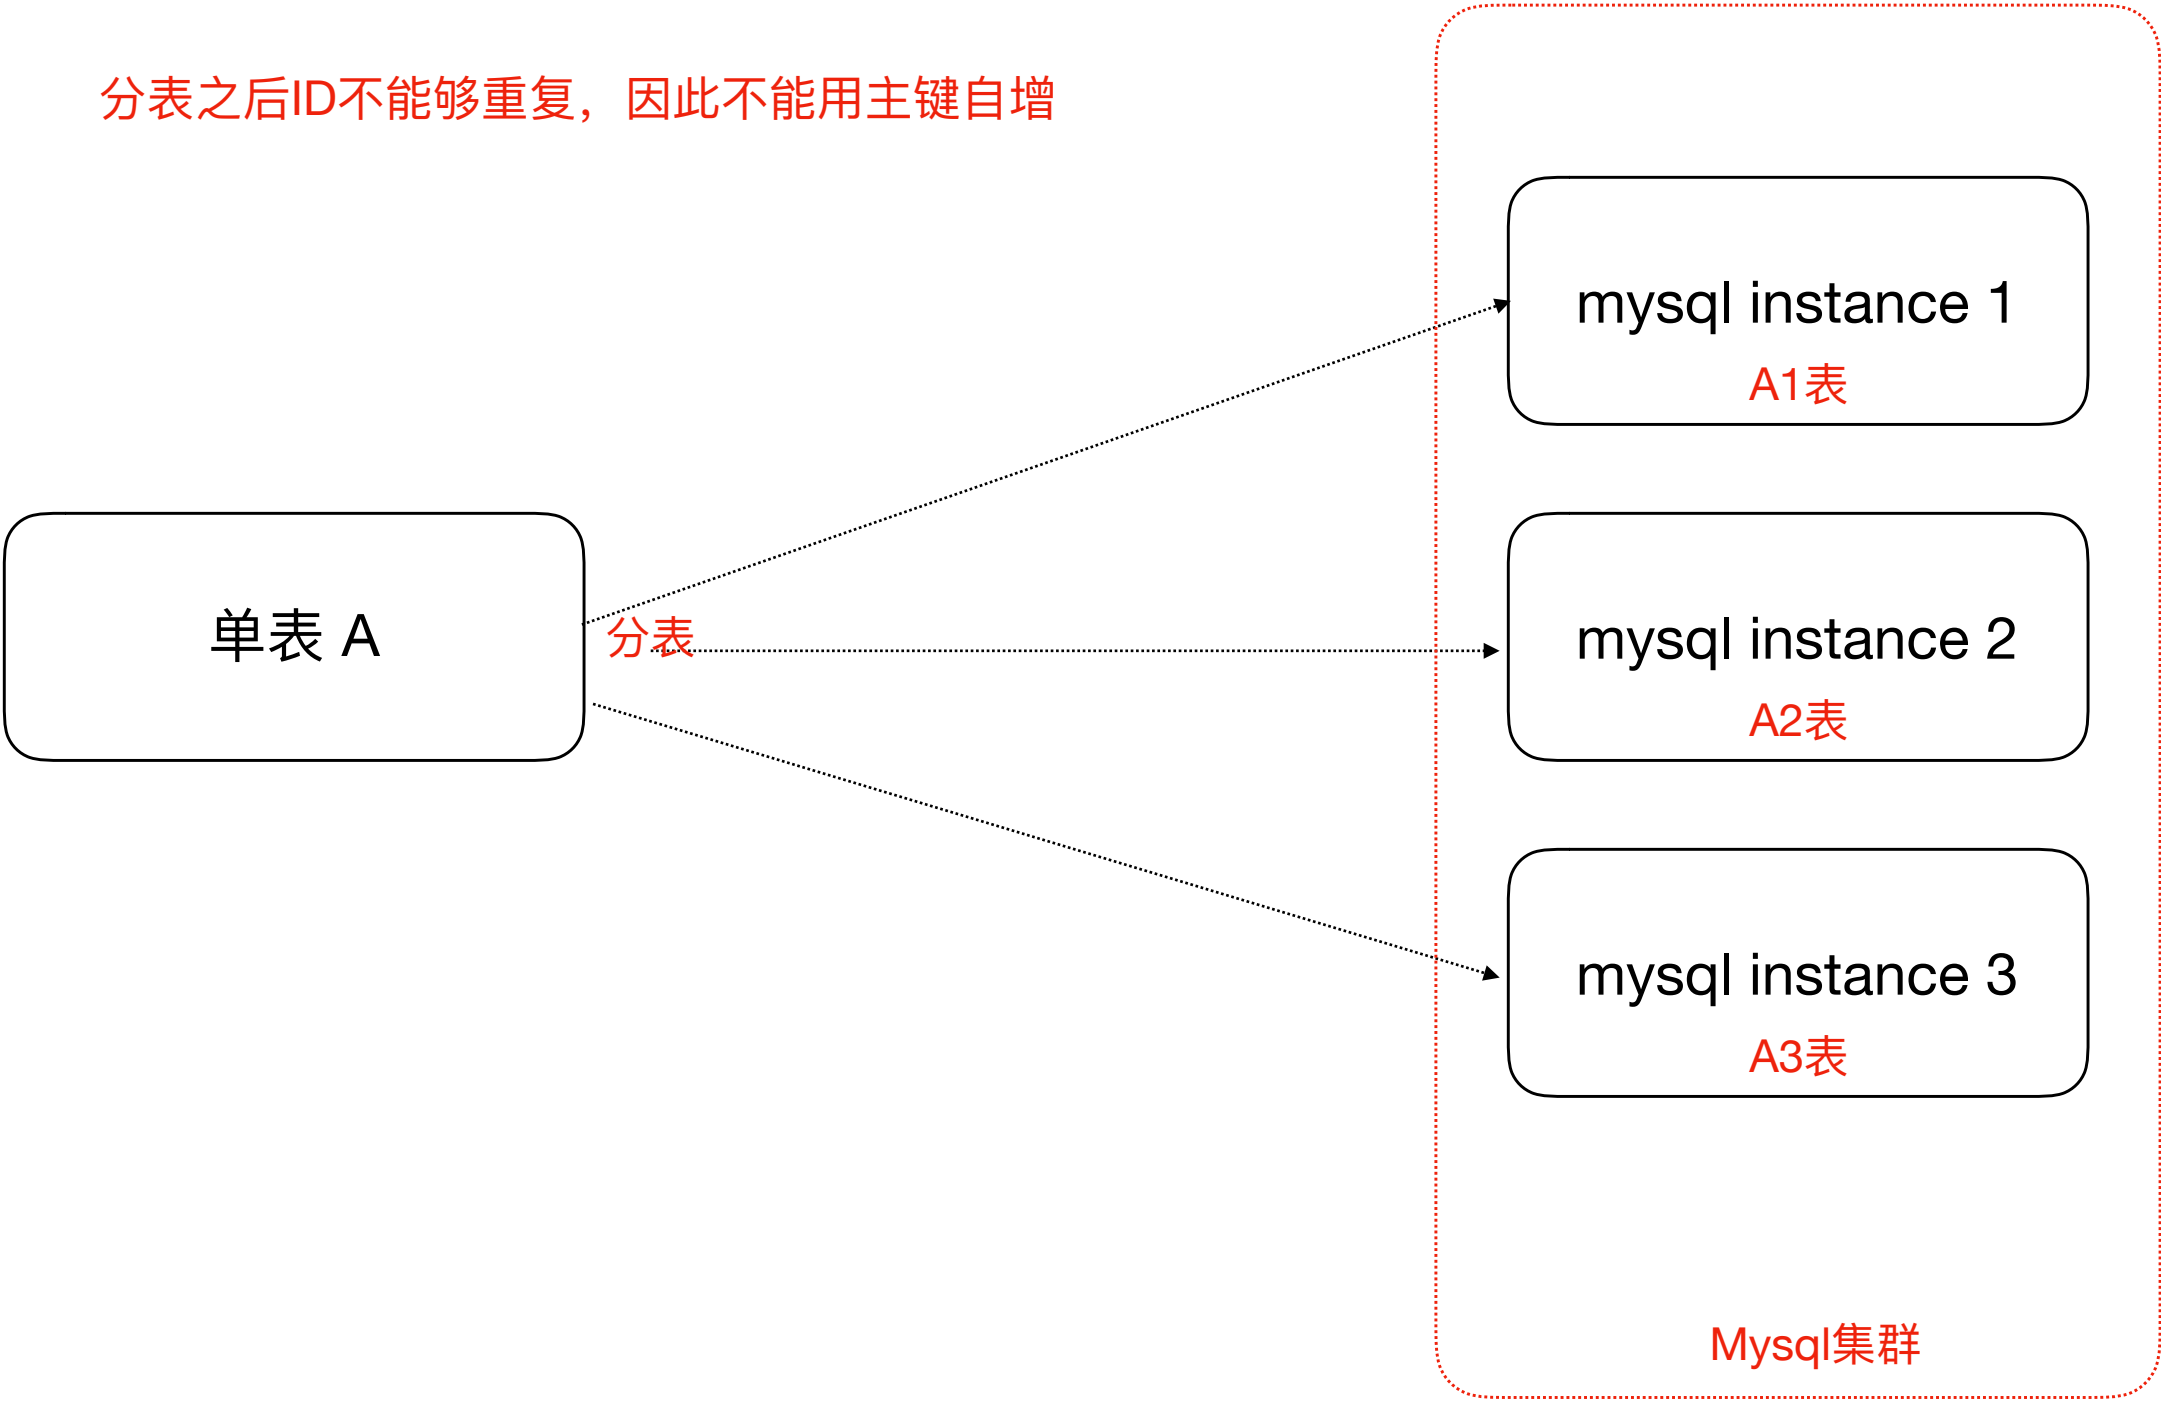 分表之后ID不能够重复，因此不能用主键自增
mysql instance 1
A1表
单表 A
分表
mysql instance 2
A2表
mysql instance 3
A3表
Mysql集群